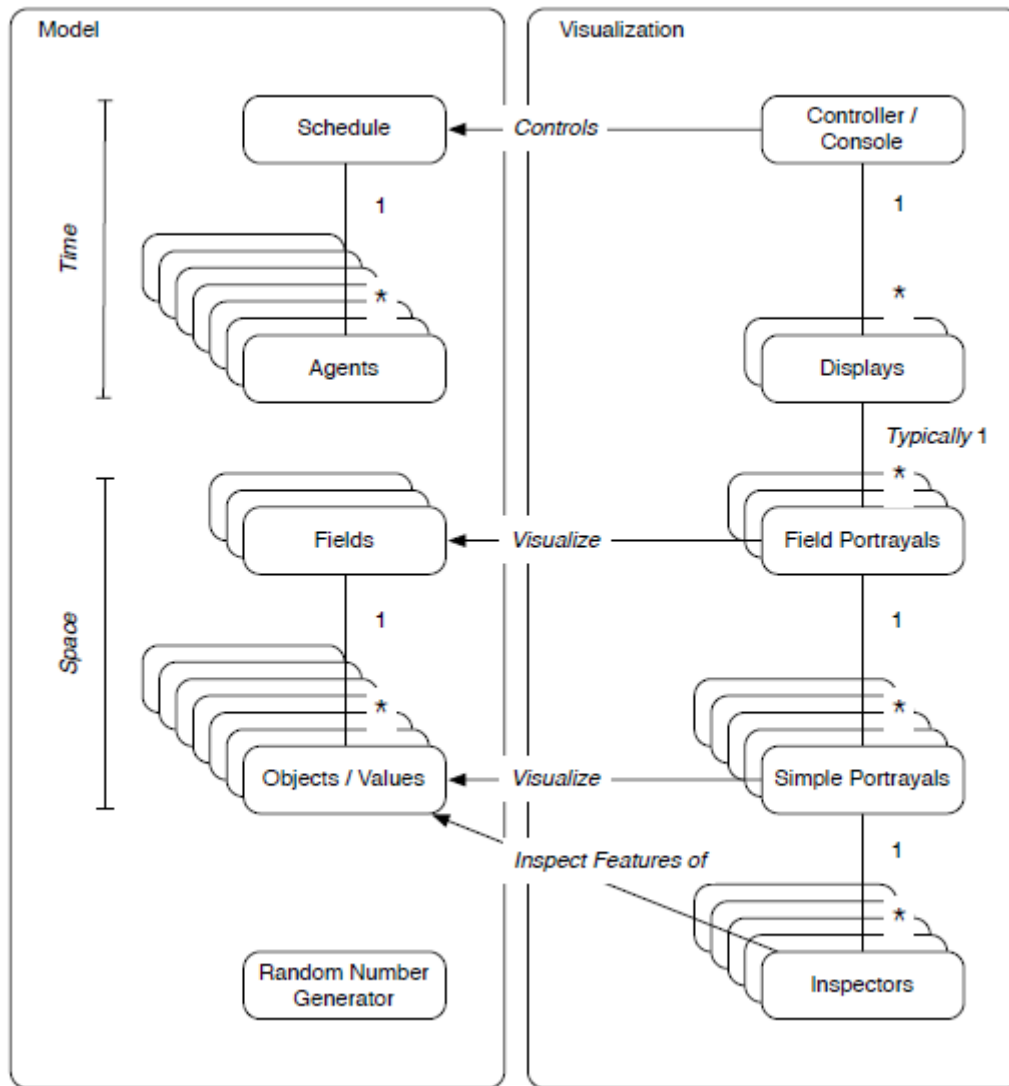 Model
Visualization
Schedule
Controls
Controller /
Console
1
1
Time
*
*
Agents
Displays
Typically 1
*
Fields
Visualize
Field Portrayals
1
1
Space
*
*
Objects / Values
Visualize
Simple Portrayals
Inspect Features of
1
*
Random Number
Generator
Inspectors